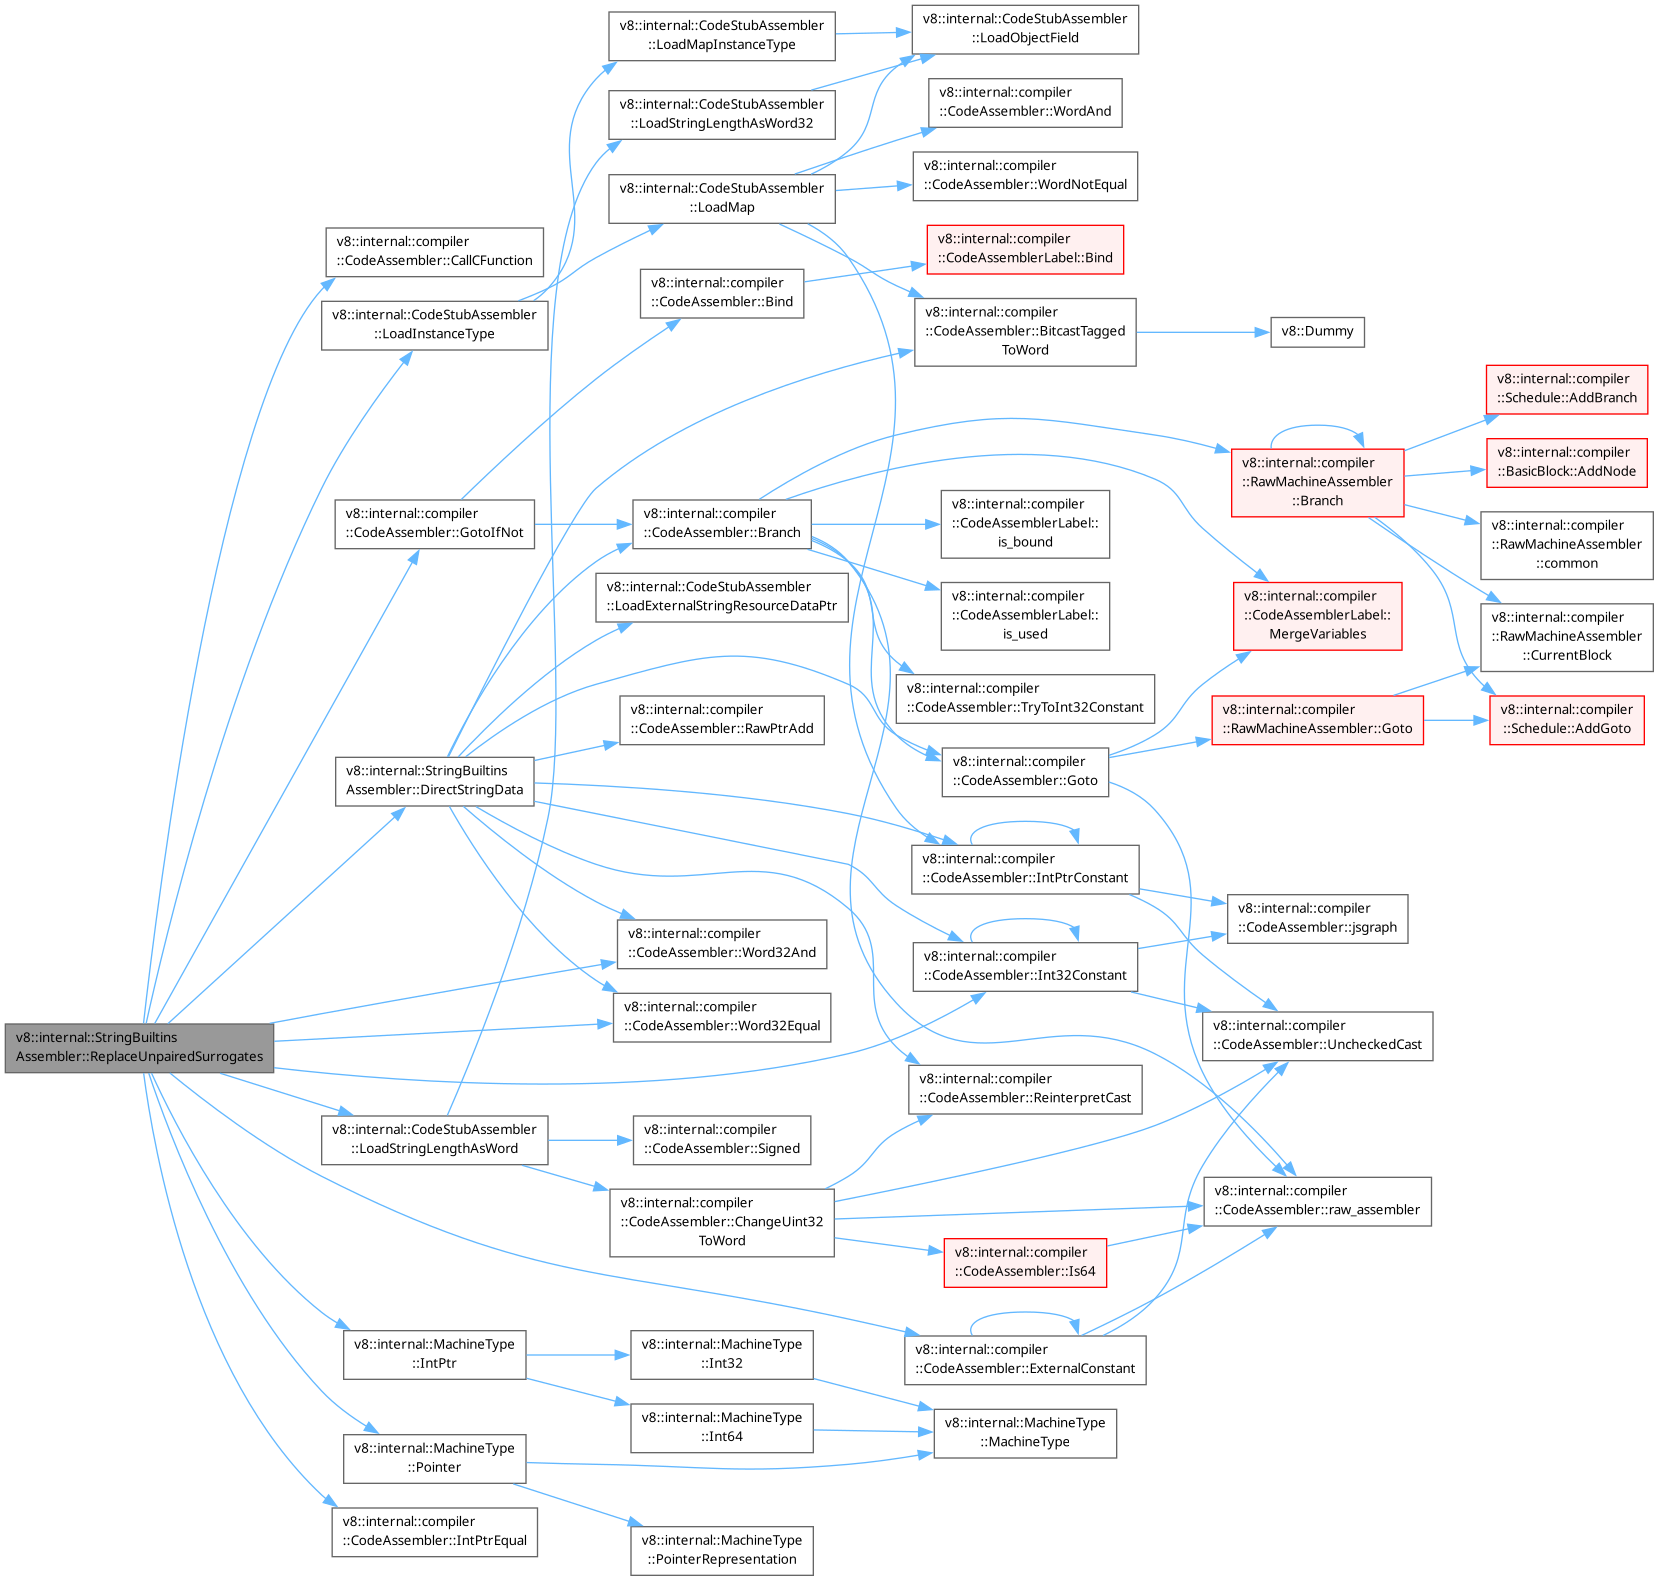 v8::internal::StringBuiltins
Assembler::ReplaceUnpairedSurrogates
v8::internal::compiler
::CodeAssembler::CallCFunction
v8::internal::CodeStubAssembler
::LoadInstanceType
v8::internal::compiler
::CodeAssembler::GotoIfNot
v8::internal::StringBuiltins
Assembler::DirectStringData
v8::internal::CodeStubAssembler
::LoadStringLengthAsWord
v8::internal::MachineType
::IntPtr
v8::internal::MachineType
::Pointer
v8::internal::compiler
::CodeAssembler::IntPtrEqual
v8::internal::CodeStubAssembler
::LoadMapInstanceType
v8::internal::CodeStubAssembler
::LoadStringLengthAsWord32
v8::internal::CodeStubAssembler
::LoadMap
v8::internal::compiler
::CodeAssembler::Bind
v8::internal::compiler
::CodeAssembler::Branch
v8::internal::CodeStubAssembler
::LoadExternalStringResourceDataPtr
v8::internal::compiler
::CodeAssembler::RawPtrAdd
v8::internal::compiler
::CodeAssembler::Word32And
v8::internal::compiler
::CodeAssembler::Word32Equal
v8::internal::compiler
::CodeAssembler::Signed
v8::internal::compiler
::CodeAssembler::ChangeUint32
ToWord
v8::internal::MachineType
::Int32
v8::internal::MachineType
::Int64
v8::internal::MachineType
::PointerRepresentation
v8::internal::CodeStubAssembler
::LoadObjectField
v8::internal::compiler
::CodeAssembler::WordAnd
v8::internal::compiler
::CodeAssembler::WordNotEqual
v8::internal::compiler
::CodeAssemblerLabel::Bind
v8::internal::compiler
::CodeAssembler::BitcastTagged
ToWord
v8::internal::compiler
::CodeAssemblerLabel::
is_bound
v8::internal::compiler
::CodeAssemblerLabel::
is_used
v8::internal::compiler
::CodeAssembler::TryToInt32Constant
v8::internal::compiler
::CodeAssembler::Goto
v8::internal::compiler
::CodeAssembler::IntPtrConstant
v8::internal::compiler
::CodeAssembler::Int32Constant
v8::internal::compiler
::CodeAssembler::ReinterpretCast
v8::internal::compiler
::CodeAssembler::Is64
v8::internal::compiler
::CodeAssembler::ExternalConstant
v8::internal::MachineType
::MachineType
v8::Dummy
v8::internal::compiler
::RawMachineAssembler
::Branch
v8::internal::compiler
::CodeAssemblerLabel::
MergeVariables
v8::internal::compiler
::RawMachineAssembler::Goto
v8::internal::compiler
::CodeAssembler::jsgraph
v8::internal::compiler
::CodeAssembler::UncheckedCast
v8::internal::compiler
::CodeAssembler::raw_assembler
v8::internal::compiler
::Schedule::AddBranch
v8::internal::compiler
::BasicBlock::AddNode
v8::internal::compiler
::RawMachineAssembler
::common
v8::internal::compiler
::RawMachineAssembler
::CurrentBlock
v8::internal::compiler
::Schedule::AddGoto